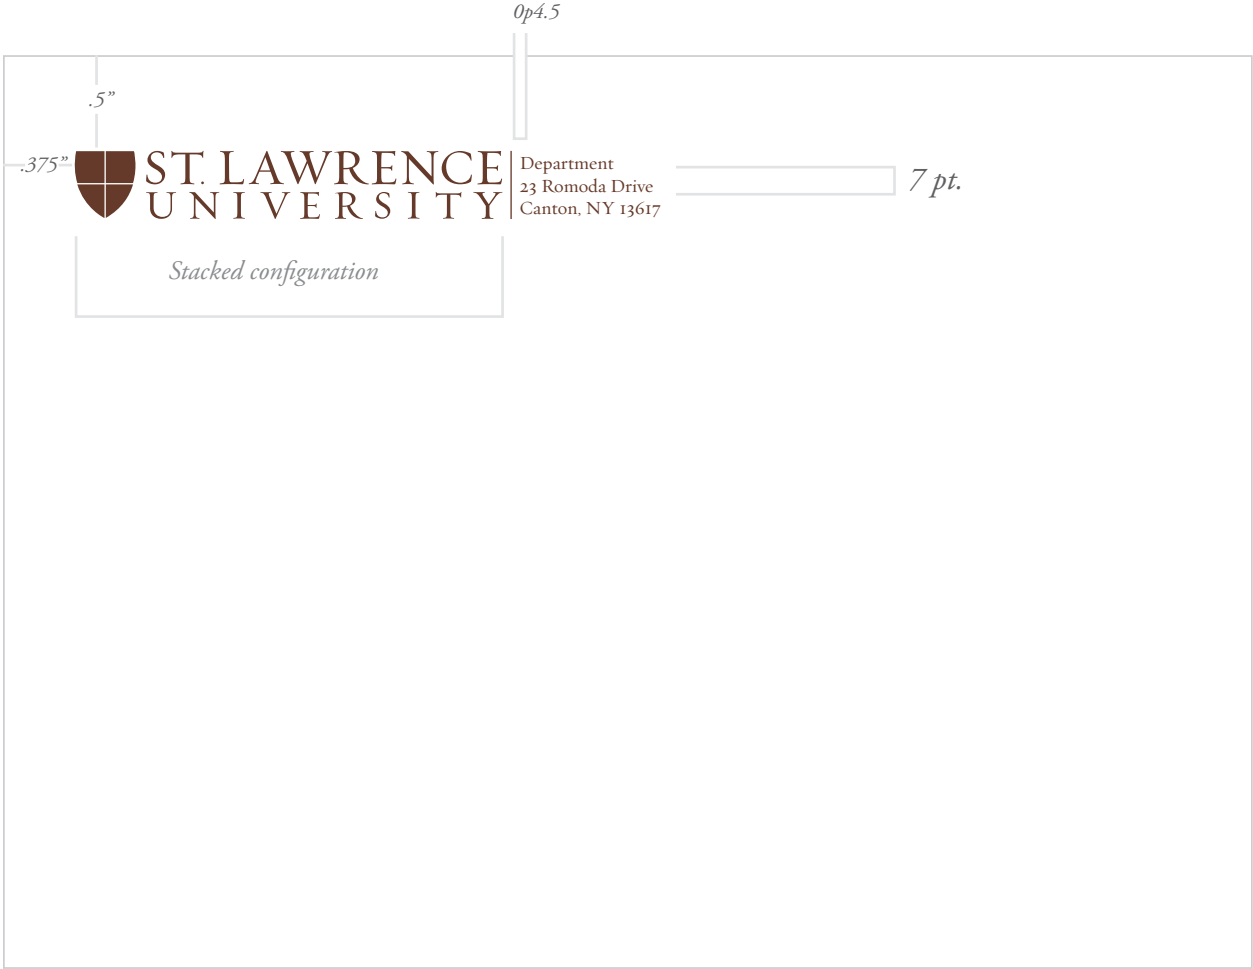 0p4.5
.5”
.375”
ST. LAWRENCE
UNIVERSITY
Department
23 Romoda Drive
Canton, NY 13617
7 pt.
Stacked configuration